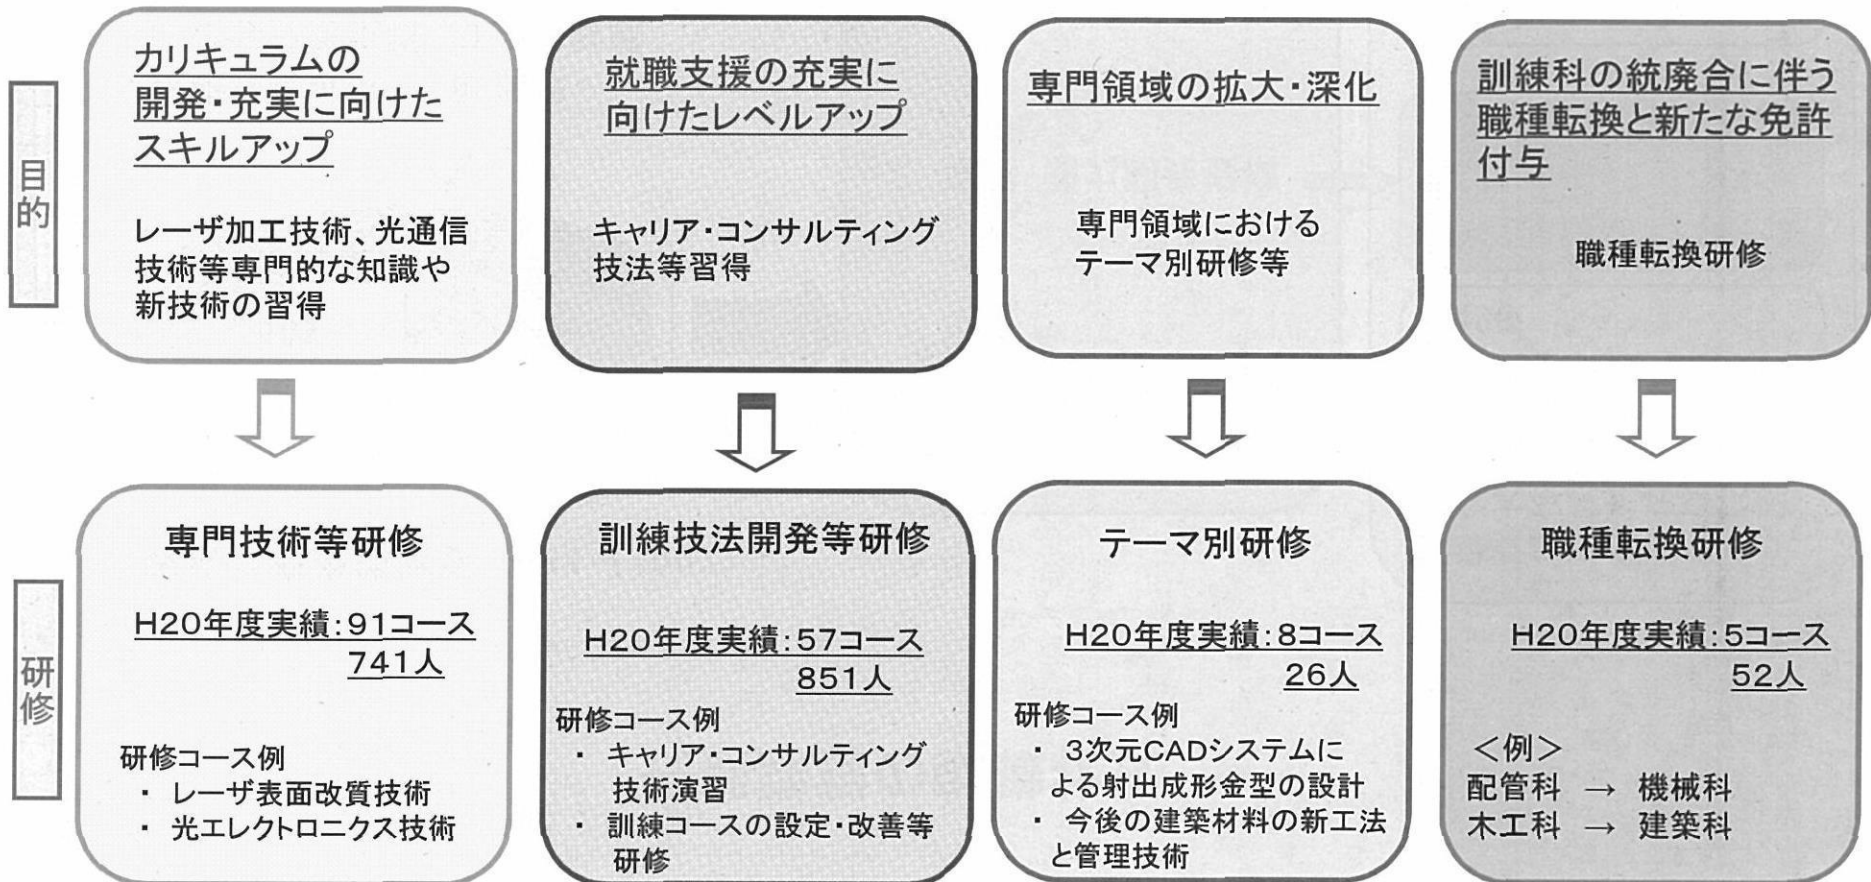 目的
カリキュラムの
開発・充実に向けた
スキルアップ
レーザ加工技術、光通信
技術等専門的な知識や
新技術の習得
就職支援の充実に
向けたレベルアップ
キャリア・コンサルティング
技法等習得
専門領域の拡大・深化
専門領域における
テーマ別研修等
訓練科の統廃合に伴う
職種転換と新たな免許
付与
職種転換研修
研修
専門技術等研修
H20年度実績:91コース
741人
研修コース例
・ レーザ表面改質技術
・ 光エレクトロニクス技術
訓練技法開発等研修
H20年度実績:57コース
851人
研修コース例
・ キャリア・コンサルティング
技術演習
・ 訓練コースの設定・改善等
研修
テーマ別研修
H20年度実績:8コース
26人
研修コース例
・ 3次元CADシステムに
よる射出成形金型の設計
・ 今後の建築材料の新工法
と管理技術
職種転換研修
H20年度実績:5コース
52人
<例>
配管科 → 機械科
木工科 → 建築科